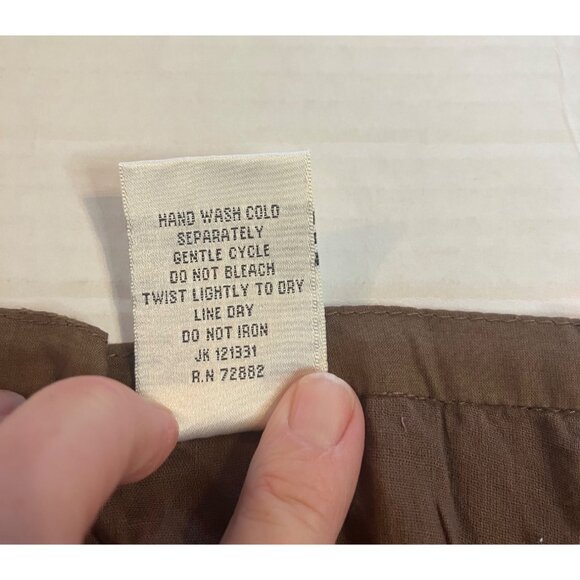 HAND WASH COLD
SEPARATELY
GENTLE CYCLE
DO NOT BLEACH
TWIST LIGHTLY TO DRY
LINE DRY
DO NOT IRON
JK 121331
R.N 72882